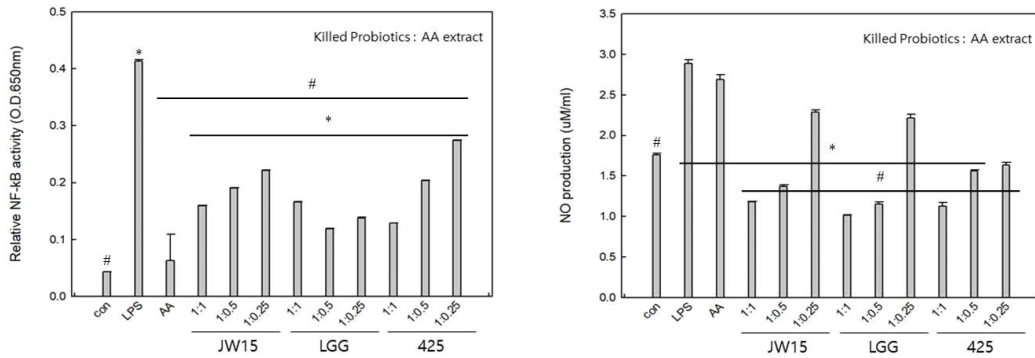 0.5
Killed Probiotics : AA extract
*
0.4
#
0.3
*
0.2
0.1
#
0.0
Relative NF-kB activity (O.D.650nm)
con
LPS
AA
1:1
1:0.5
1:0.25
1:1
1:0.5
1:0.25
1:1
1:0.5
1:0.25
JW15
LGG
425
3.5
Killed Probiotics : AA extract
3.0
2.5
2.0
#
*
1.5
#
1.0
0.5
0.0
NO production (uM/ml)
con
LPS
AA
1:1
1:0.5
1:0.25
1:1
1:0.5
1:0.25
1:1
1:0.5
1:0.25
JW15
LGG
425